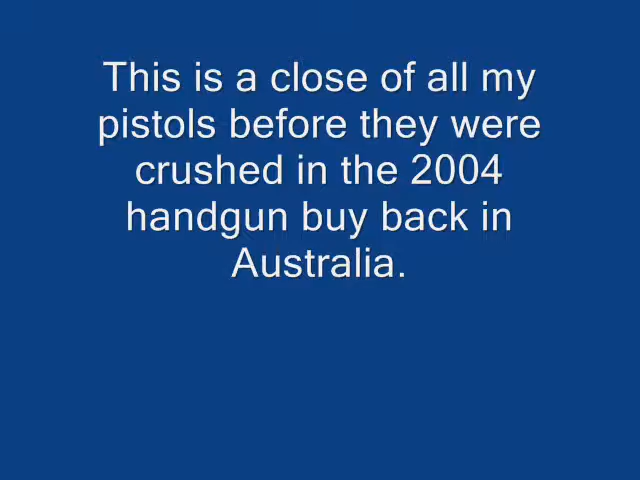 This is a close of all my
pistols before they were
crushed in the 2004
handgun buy back in
Australia.